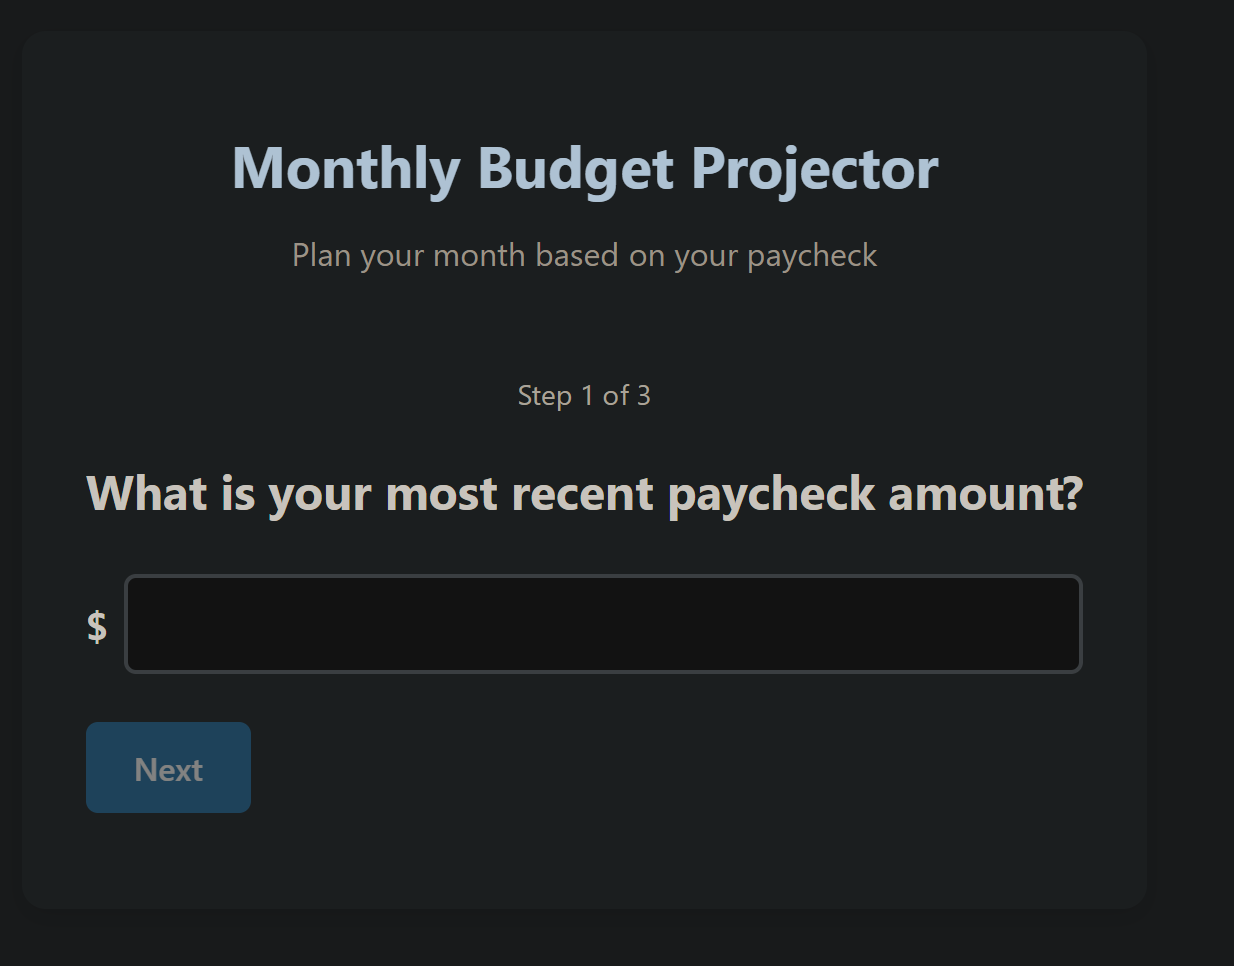 Monthly Budget Projector
Plan your month based on your paycheck
Step 1 of 3
What is your most recent paycheck amount?
$
Next